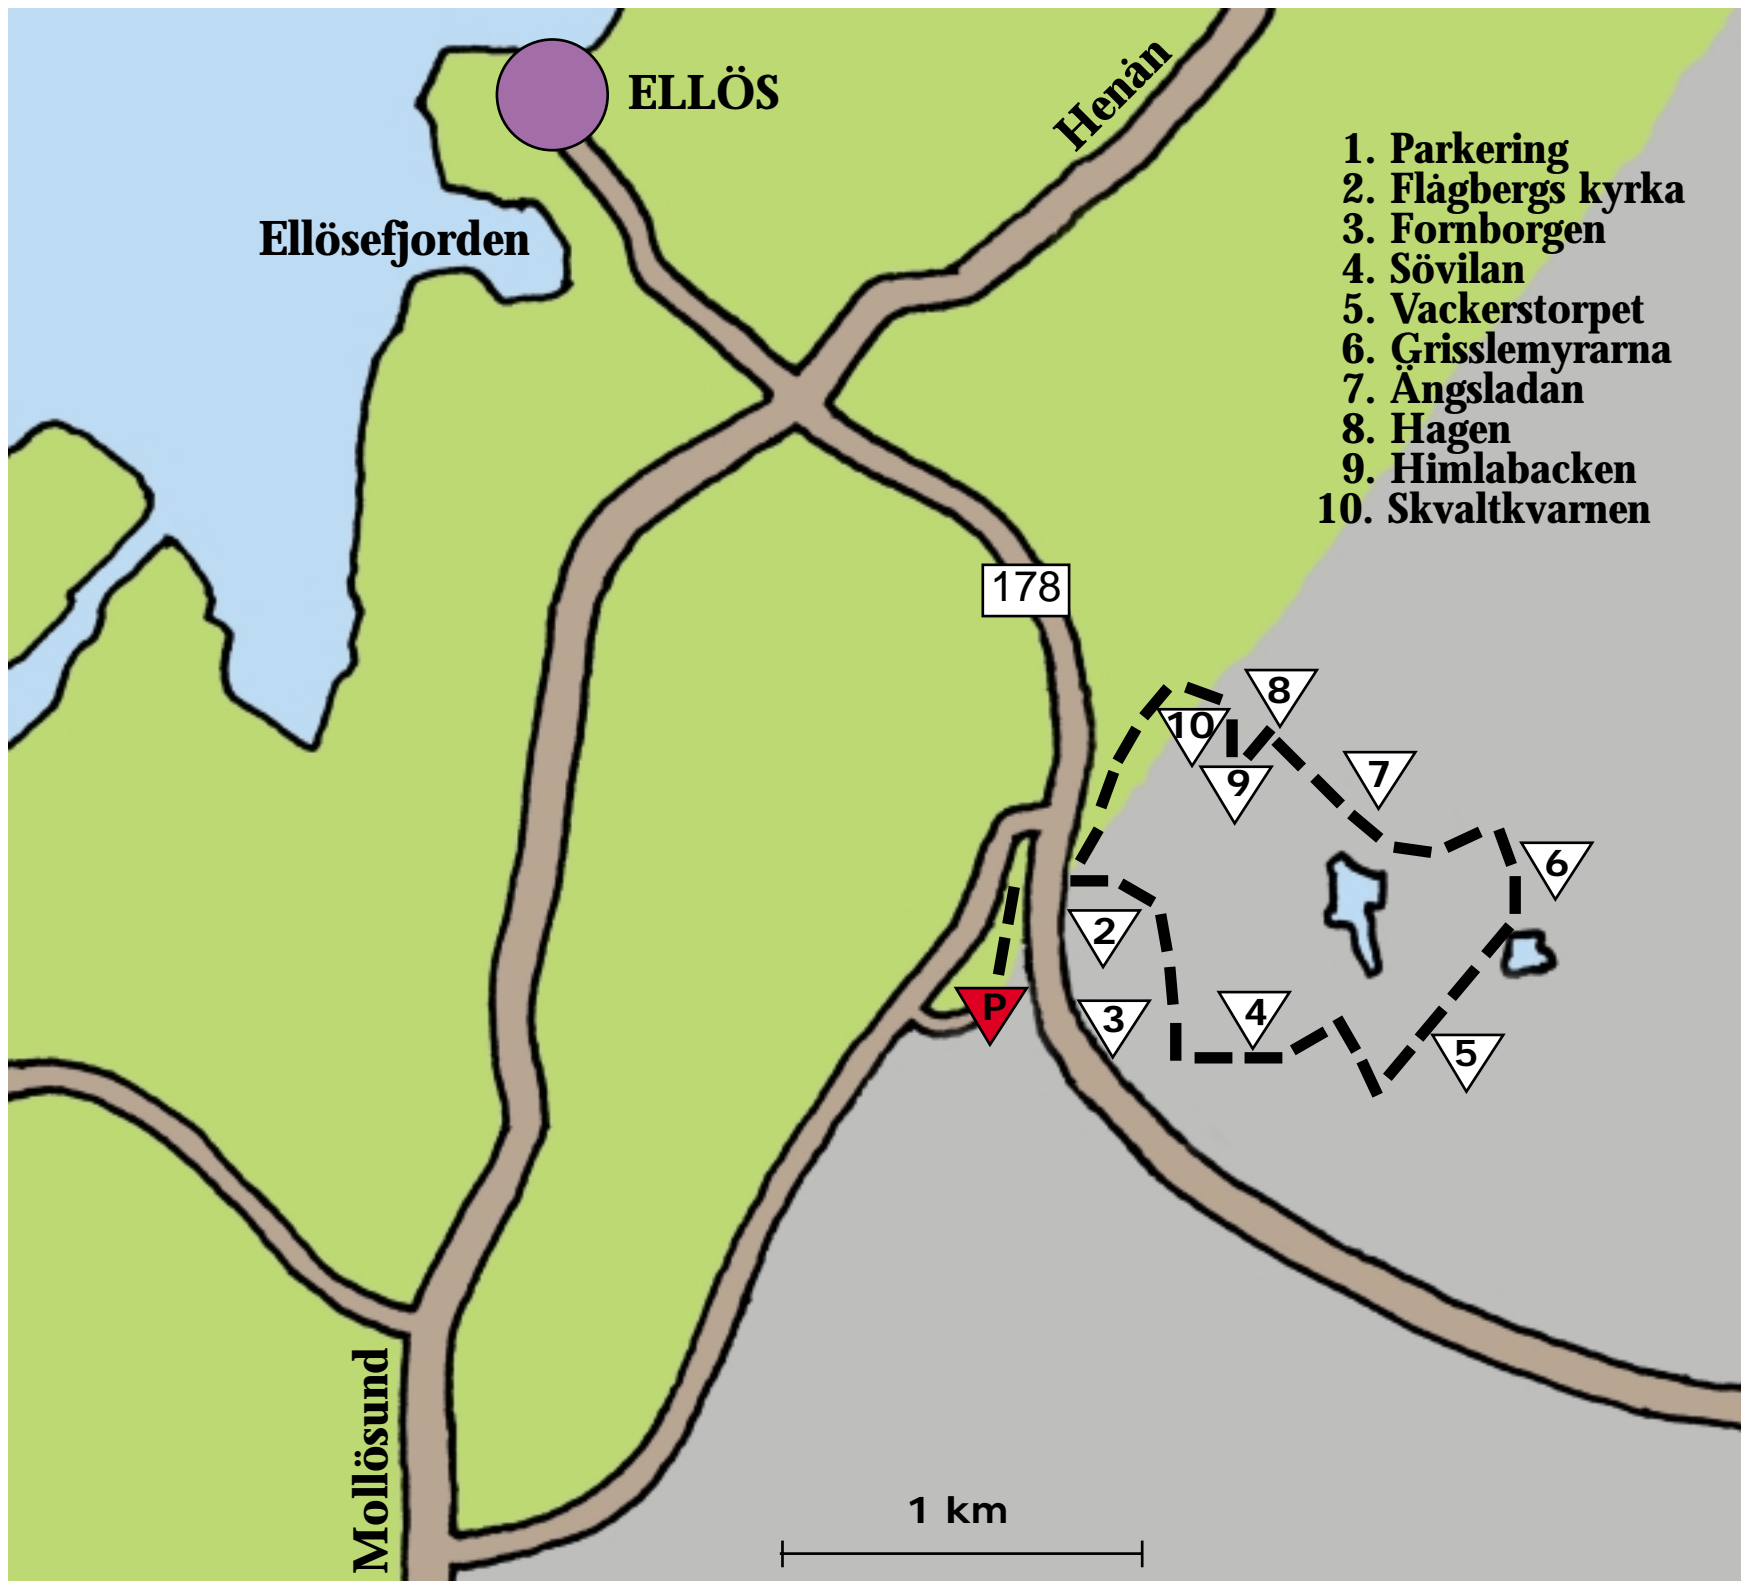 ELLÖS
Henån
Ellösefjorden
1. Parkering
2. Flågbergs kyrka
3. Fornborgen
4. Sövilan
5. Vackerstorpet
6. Grisslemyrarna
7. Ängsladan
8. Hagen
9. Himlabacken
10. Skvaltkvarnen
178
8
10
9
7
6
2
P
3
4
5
Mollösund
1 km